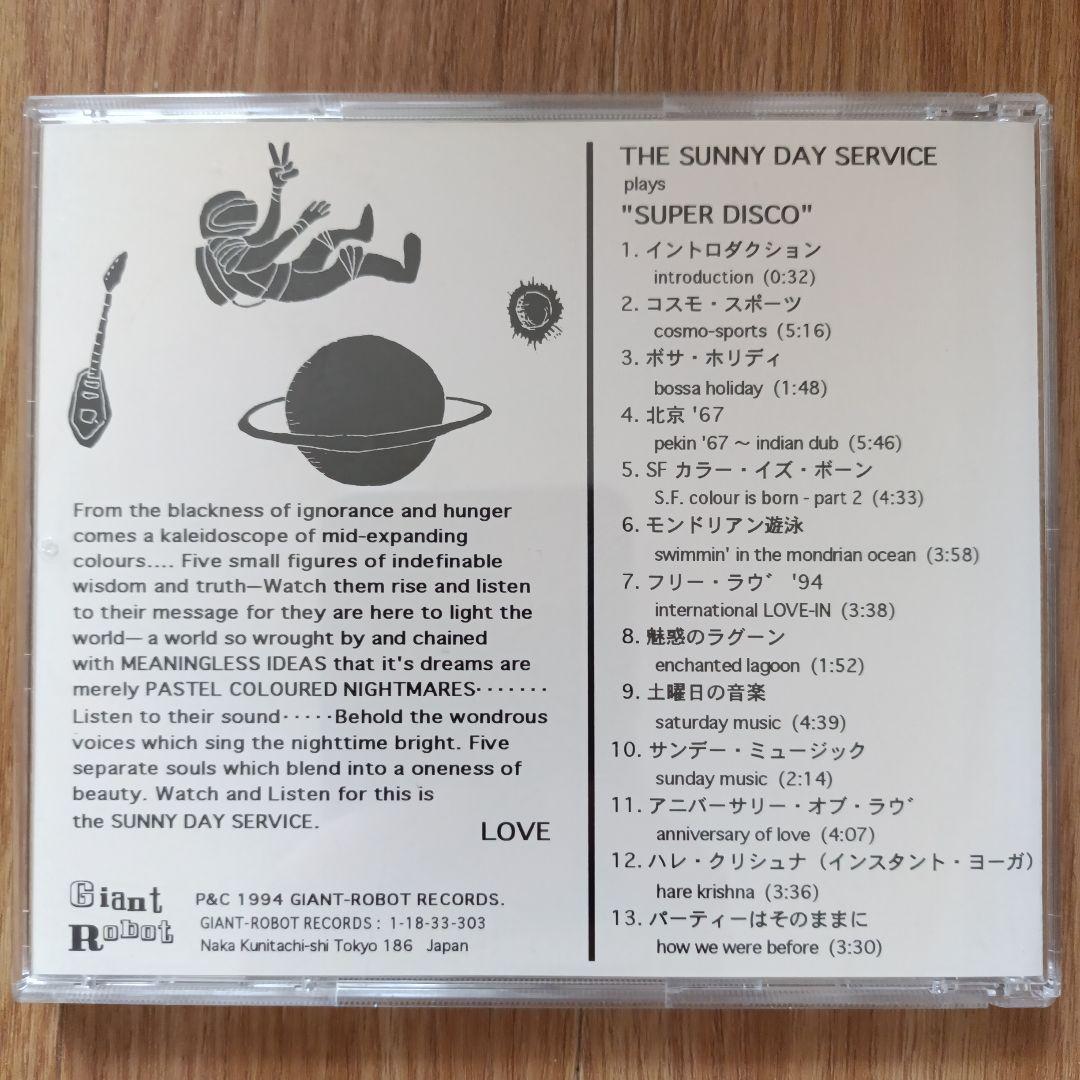 From the blackness of ignorance and hunger
comes a kaleidoscope of mid-expanding
colours.... Five small figures of indefinable
wisdom and truth—Watch them rise and listen
to their message for they are here to light the
world— a world so wrought by and chained
with MEANINGLESS IDEAS that it's dreams are
merely PASTEL COLOURED NIGHTMARES·······
Listen to their sound·····Behold the wondrous
voices which sing the nighttime bright. Five
separate souls which blend into a oneness of
beauty. Watch and Listen for this is
the SUNNY DAY SERVICE.
LOVE
Giant
Robot
P&C 1994 GIANT-ROBOT RECORDS.
GIANT-ROBOT RECORDS : 1-18-33-303
Naka Kunitachi-shi Tokyo 186 Japan
THE SUNNY DAY SERVICE
plays
"SUPER DISCO"
1. イントロダクション
introduction (0:32)
2. コスモ・スポーツ
cosmo-sports (5:16)
3. ボサ・ホリディ
bossa holiday (1:48)
4. 北京 '67
pekin '67 〜 indian dub (5:46)
5. SF カラー・イズ・ボーン
S.F. colour is born - part 2 (4:33)
6. モンドリアン遊泳
swimmin' in the mondrian ocean (3:58)
7. フリー・ラヴ゛ '94
international LOVE-IN (3:38)
8. 魅惑のラグーン
enchanted lagoon (1:52)
9. 土曜日の音楽
saturday music (4:39)
10. サンデー・ミュージック
sunday music (2:14)
11. アニバーサリー・オブ・ラウ゛
anniversary of love (4:07)
12. ハレ・クリシュナ（インスタント・ヨーガ）
hare krishna (3:36)
13. パーティーはそのままに
how we were before (3:30)